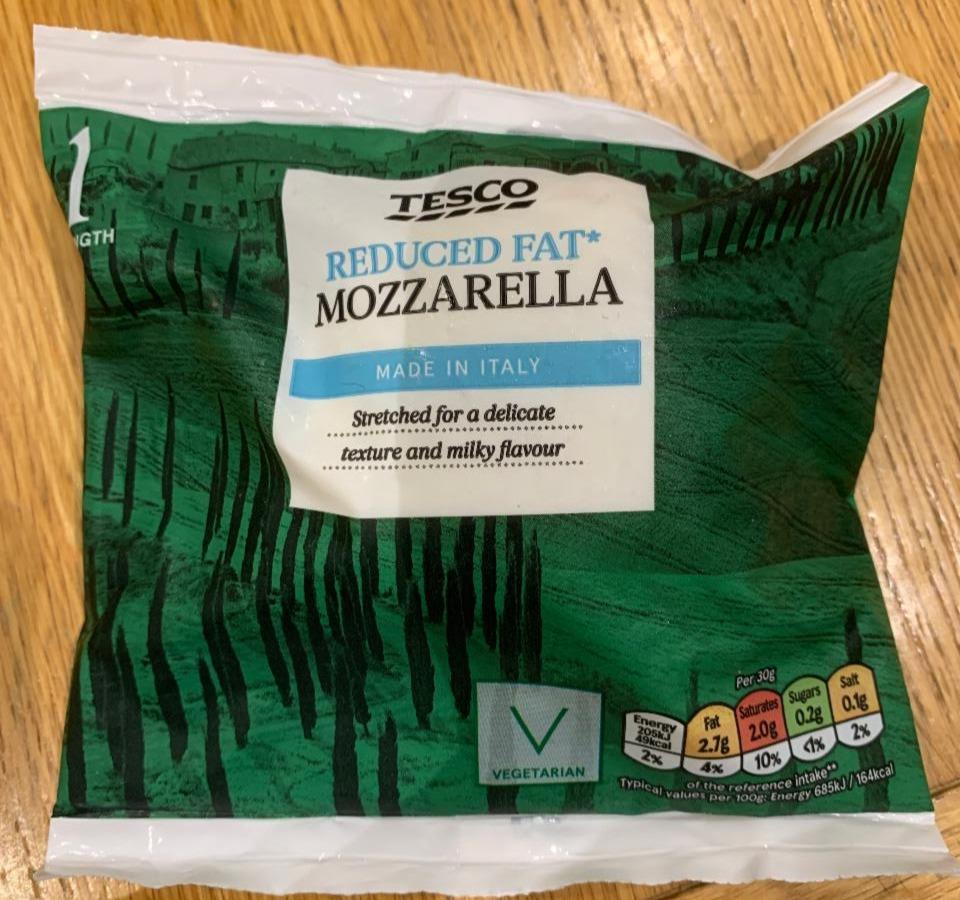 1
TESCO
REDUCED FAT*
MOZZARELLA
MADE IN ITALY
Stretched for a delicate
texture and milky flavour
VEGETARIAN
Per 30g
Energy
205kJ
49kcal
2%
Fat
2.7g
4%
Saturates
2.0g
10%
Sugars
0.2g
<1%
Salt
0.1g
2%
of the reference intake**
Typical values per 100g: Energy 685kJ / 164kcal